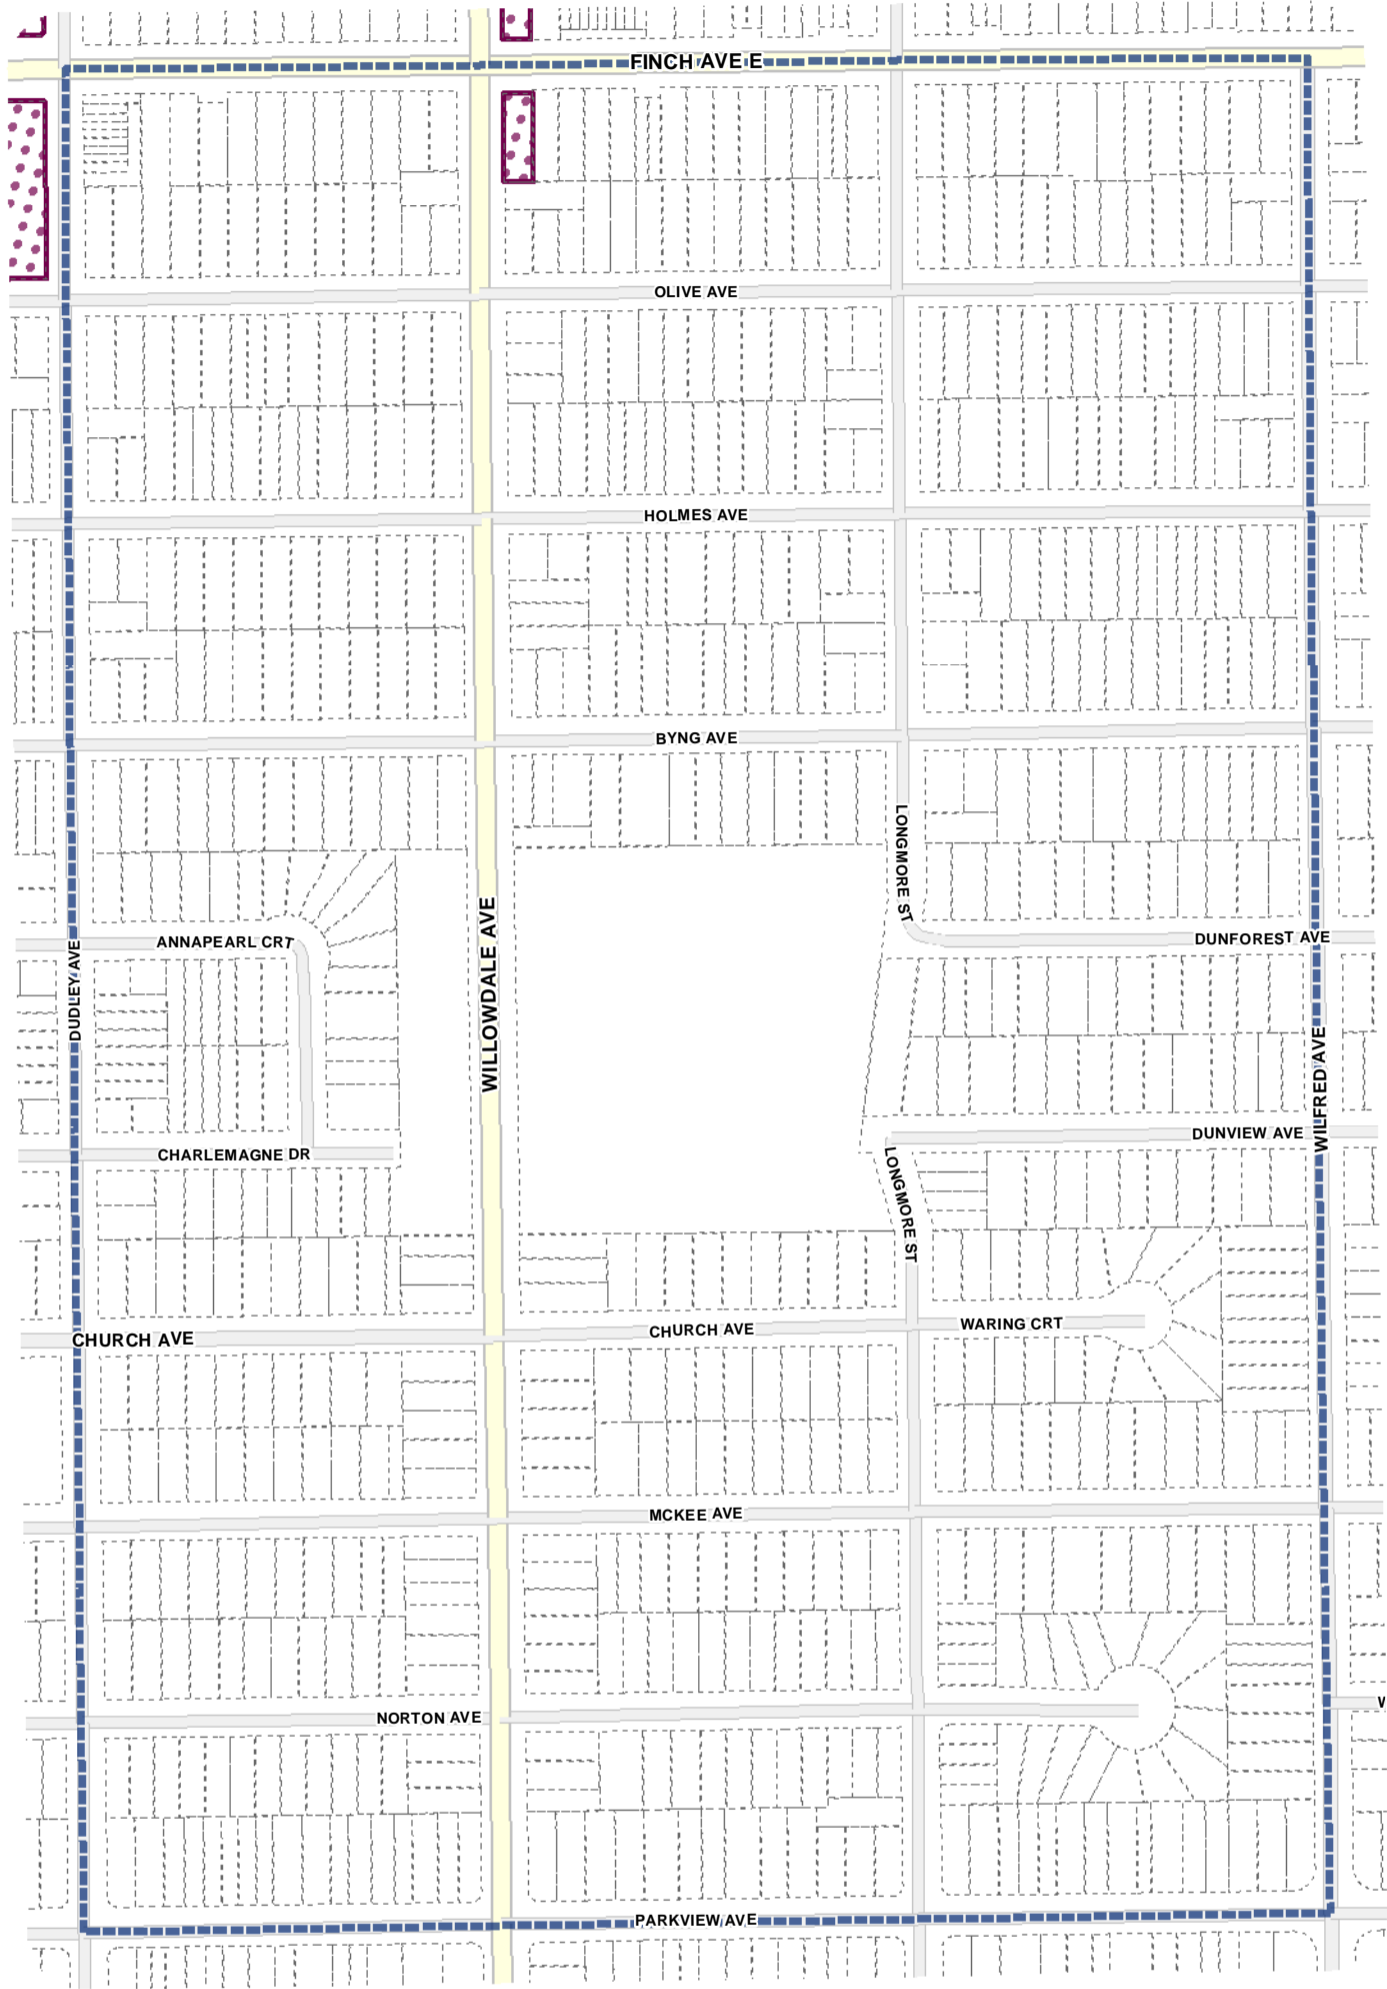 FINCH AVE E
OLIVE AVE
HOLMES AVE
BYNG AVE
LONGMORE ST
WILLOWDALE AVE
ANNAPEARL CRT
DUNFOREST AVE
DUDLEY AVE
WILFRED AVE
DUNVIEW AVE
CHARLEMAGNE DR
LONGMORE ST
CHURCH AVE
CHURCH AVE
WARING CRT
MCKEE AVE
NORTON AVE
PARKVIEW AVE